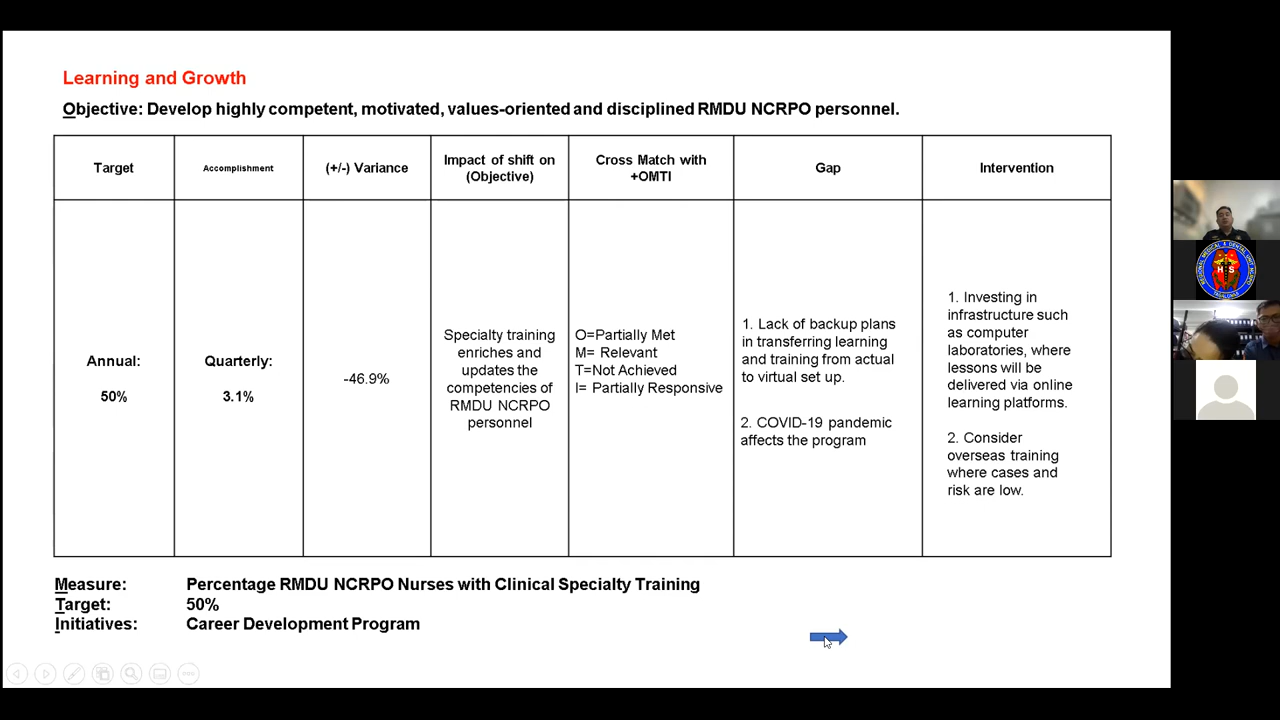 Learning and Growth
Objective: Develop highly competent, motivated, values-oriented and disciplined RMDU NCRPO personnel.
Target
Accomplishment
(+/-) Variance
Impact of shift on
(Objective)
Cross Match with
+OMTI
Gap
Intervention
Annual:
50%
Quarterly:
3.1%
-46.9%
Specialty training
enriches and
updates the
competencies of
RMDU NCRPO
personnel
O=Partially Met
M= Relevant
T=Not Achieved
I= Partially Responsive
1. Lack of backup plans
in transferring learning
and training from actual
to virtual set up.
2. COVID-19 pandemic
affects the program
1. Investing in
infrastructure such
as computer
laboratories, where
lessons will be
delivered via online
learning platforms.
2. Consider
overseas training
where cases and
risk are low.
Measure: Percentage RMDU NCRPO Nurses with Clinical Specialty Training
Target: 50%
Initiatives: Career Development Program
REGIONAL MEDICAL & DENTAL UNIT NCRPO
HS